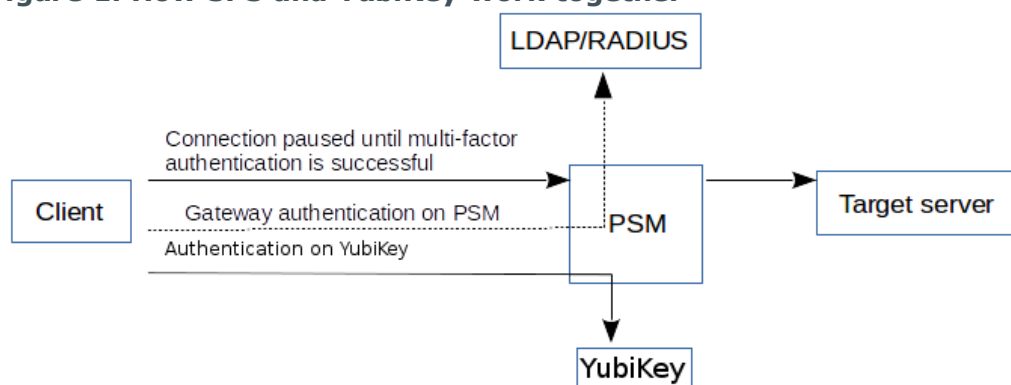 LDAP/RADIUS
Connection paused until multi-factor
authentication is successful
Client
Gateway authentication on PSM
PSM
Target server
Authentication on YubiKey
YubiKey